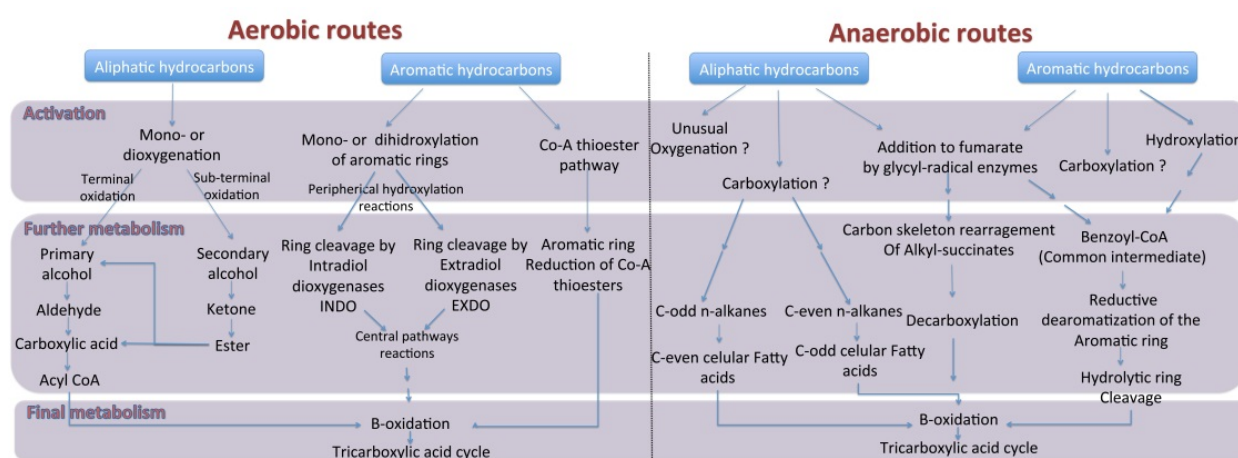 Aerobic routes
Anaerobic routes
Aliphatic hydrocarbons
Aromatic hydrocarbons
Aliphatic hydrocarbons
Aromatic hydrocarbons
Activation
Mono- or
dioxygenation
Terminal
oxidation
Sub-terminal
oxidation
Mono- or dihidroxylation
of aromatic rings
Peripherical hydroxylation
reactions
Co-A thioester
pathway
Unusual
Oxygenation ?
Carboxylation ?
Addition to fumarate
by glycyl-radical enzymes
Carboxylation ?
Hydroxylation
Further metabolism
Primary
alcohol
Aldehyde
Carboxylic acid
Acyl CoA
Secondary
alcohol
Ketone
Ester
Ring cleavage by
Intradiol
dioxygenases
INDO
Ring cleavage by
Extradiol
dioxygenases
EXDO
Central pathways
reactions
Aromatic ring
Reduction of Co-A
thioesters
C-odd n-alkanes
C-even celular Fatty
acids
C-even n-alkanes
C-odd celular Fatty
acids
Carbon skeleton rearragement
Of Alkyl-succinates
Decarboxylation
Benzoyl-CoA
(Common intermediate)
Reductive
dearomatization of the
Aromatic ring
Hydrolytic ring
Cleavage
Final metabolism
B-oxidation
Tricarboxylic acid cycle
B-oxidation
Tricarboxylic acid cycle